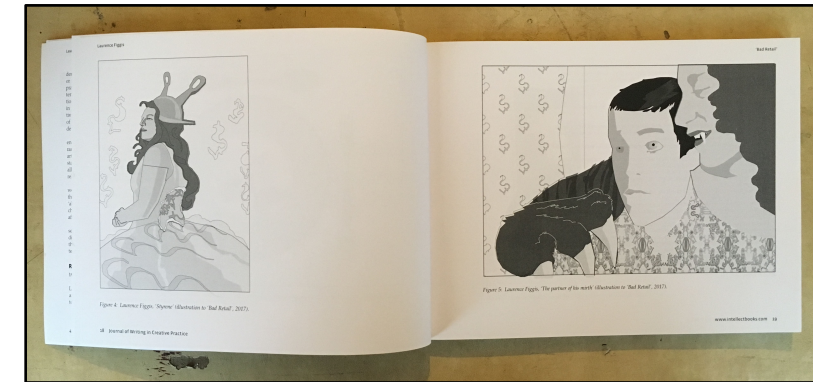 Laurence Figgis
Figure 4: Laurence Figgis, 'Styrene' illustration to 'Bad Retail', 2017).
18 Journal of Writing in Creative Practice
'Bad Retail'
Figure 5: Laurence Figgis, 'The partner of his mirth' illustration to 'Bad Retail', 2017).
www.intellectbooks.com 19